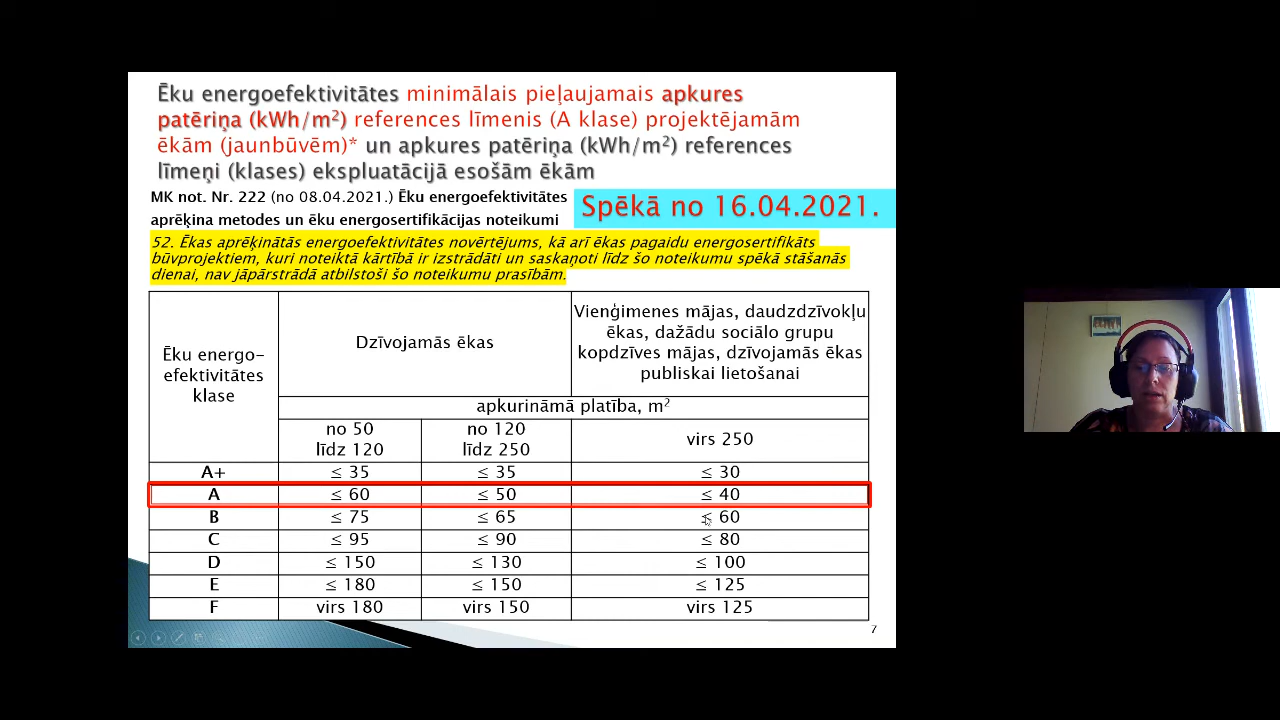 Ēku energoefektivitātes minimālais pieļaujamais apkures
patēriņa (kWh/m²) references līmenis (A klase) projektējamām
ēkām (jaunbūvēm)* un apkures patēriņa (kWh/m²) references
līmeņi (klases) ekspluatācijā esošām ēkām
MK not. Nr. 222 (no 08.04.2021.) Ēku energoefektivitātes
aprēķina metodes un ēku energosertifikācijas noteikumi
Spēkā no 16.04.2021.
52. Ēkas aprēķinātās energoefektivitātes novērtējums, kā arī ēkas pagaidu energosertifikāts
būvprojektiem, kuri noteiktā kārtībā ir izstrādāti un saskaņoti līdz šo noteikumu spēkā stāšanās
dienai, nav jāpārstrādā atbilstoši šo noteikumu prasībām.
Ēku energo-
efektivitātes
klase
Dzīvojamās ēkas
Vienģimenes mājas, daudzdzīvokļu
ēkas, dažādu sociālo grupu
kopdzīves mājas, dzīvojamās ēkas
publiskai lietošanai
apkurināmā platība, m²
no 50
līdz 120
no 120
līdz 250
virs 250
A+ ≤ 35 ≤ 35 ≤ 30
A ≤ 60 ≤ 50 ≤ 40
B ≤ 75 ≤ 65 ≤ 60
C ≤ 95 ≤ 90 ≤ 80
D ≤ 150 ≤ 130 ≤ 100
E ≤ 180 ≤ 150 ≤ 125
F virs 180 virs 150 virs 125
7